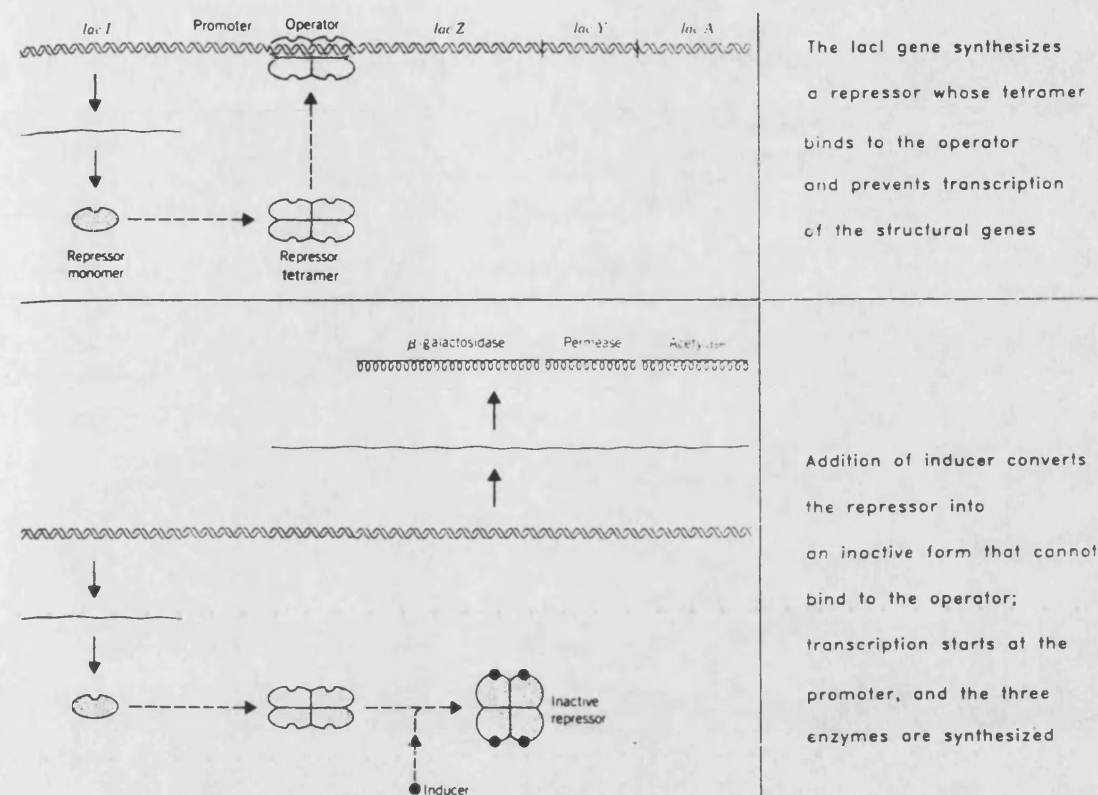 lac I Promoter Operator lac Z lac Y lac A
Repressor
monomer
Repressor
tetramer
The lacI gene synthesizes
a repressor whose tetramer
binds to the operator
and prevents transcription
of the structural genes
β-galactosidase Permease Acetylase
Inactive
repressor
Inducer
Addition of inducer converts
the repressor into
an inactive form that cannot
bind to the operator;
transcription starts at the
promoter, and the three
enzymes are synthesized